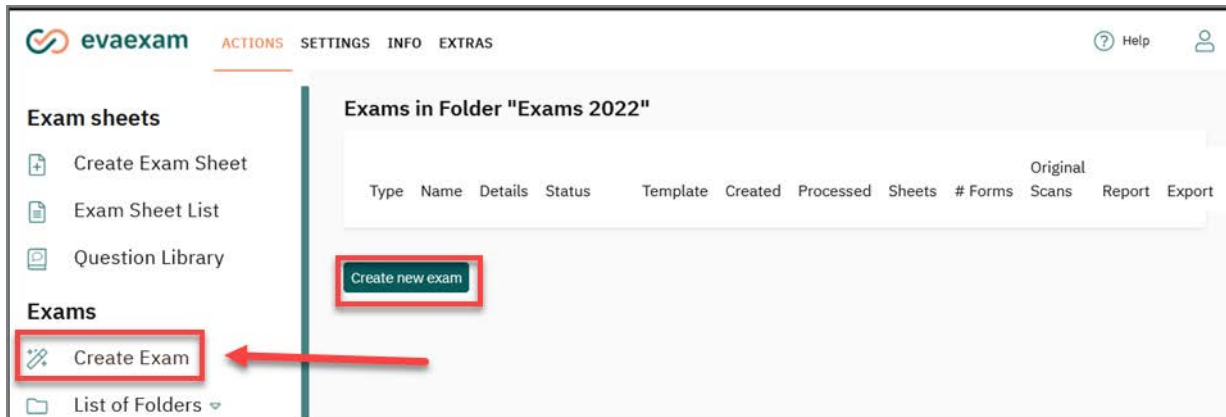 evaexam ACTIONS SETTINGS INFO EXTRAS Help
Exam sheets
Create Exam Sheet
Exam Sheet List
Question Library
Exams
Create Exam
List of Folders
Exams in Folder "Exams 2022"
Type Name Details Status Template Created Processed Sheets # Forms Original Scans Report Export
Create new exam